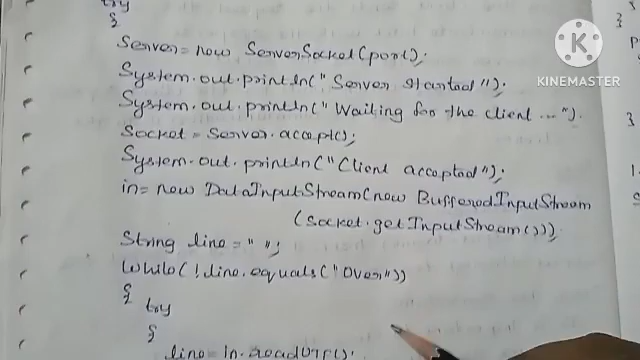 try
{
Server = new ServerSocket(port);
System.out.println("Server started");
System.out.println("Waiting for the client ...").
Socket = Server.accept();
System.out.println("Client accepted");
in = new DataInputStream(new BufferedInputStream
(Socket.getInputStream()));
String line = " ";
While(!line.equals("Over"))
{
try
{
line = in.readUTF();
KINEMASTER